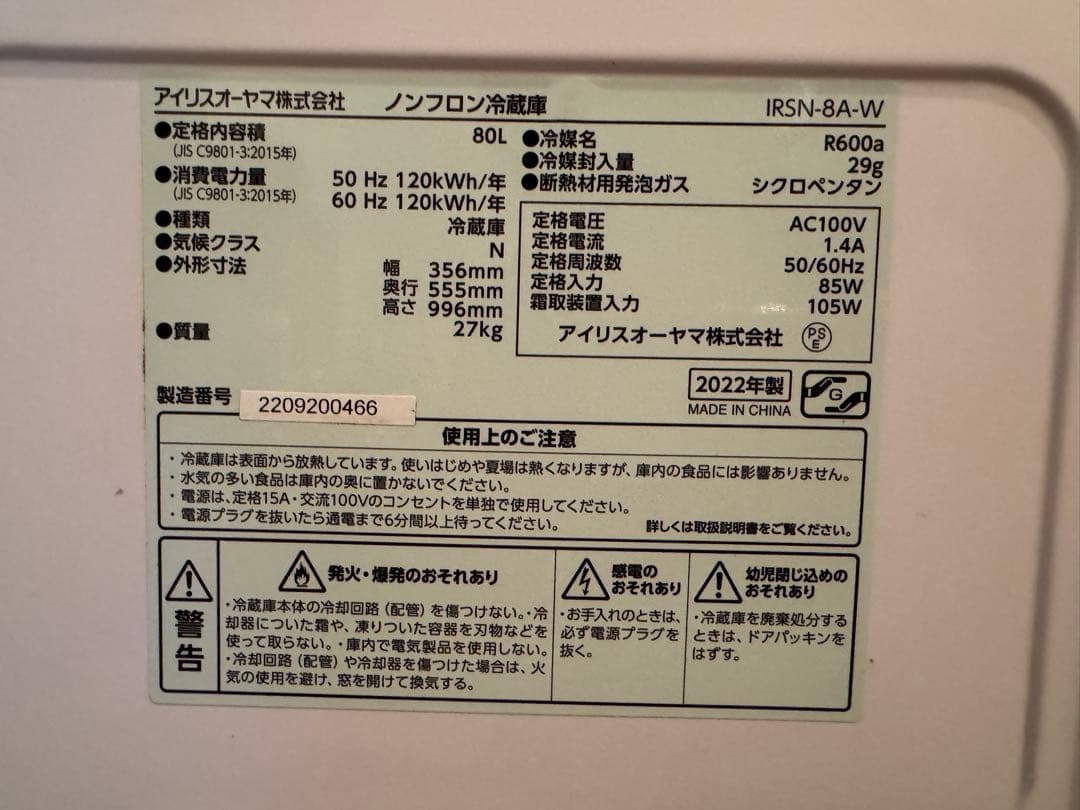 アイリスオーヤマ株式会社 ノンフロン冷蔵庫 IRSN-8A-W
●定格内容積 80L
(JIS C9801-3:2015年)
●消費電力量 50 Hz 120kWh/年
(JIS C9801-3:2015年) 60 Hz 120kWh/年
●種類 冷蔵庫
●気候クラス N
●外形寸法 幅 356mm
奥行 555mm
高さ 996mm
●質量 27kg
●冷媒名 R600a
●冷媒封入量 29g
●断熱材用発泡ガス シクロペンタン
定格電圧 AC100V
定格電流 1.4A
定格周波数 50/60Hz
定格入力 85W
霜取装置入力 105W
アイリスオーヤマ株式会社 PS E
2022年製
MADE IN CHINA
G
製造番号 2209200466
使用上のご注意
・冷蔵庫は表面から放熱しています。使いはじめや夏場は熱くなりますが、庫内の食品には影響ありません。
・水気の多い食品は庫内の奥に置かないでください。
・電源は、定格15A・交流100Vのコンセントを単独で使用してください。
・電源プラグを抜いたら通電まで6分間以上待ってください。
詳しくは取扱説明書をご覧ください。
警告
発火・爆発のおそれあり
・冷蔵庫本体の冷却回路(配管)を傷つけない。・冷
却器についた霜や、凍りついた容器を刃物などを
使って取らない。・庫内で電気製品を使用しない。
・冷却回路(配管)や冷却器を傷つけた場合は、火
気の使用を避け、窓を開けて換気する。
感電の
おそれあり
・お手入れのときは、
必ず電源プラグを
抜く。
幼児閉じ込めの
おそれあり
・冷蔵庫を廃棄処分する
ときは、ドアパッキンを
はずす。